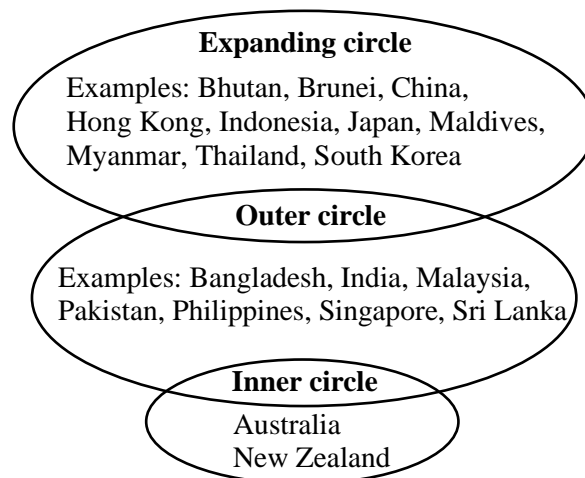 Expanding circle
Examples: Bhutan, Brunei, China,
Hong Kong, Indonesia, Japan, Maldives,
Myanmar, Thailand, South Korea
Outer circle
Examples: Bangladesh, India, Malaysia,
Pakistan, Philippines, Singapore, Sri Lanka
Inner circle
Australia
New Zealand